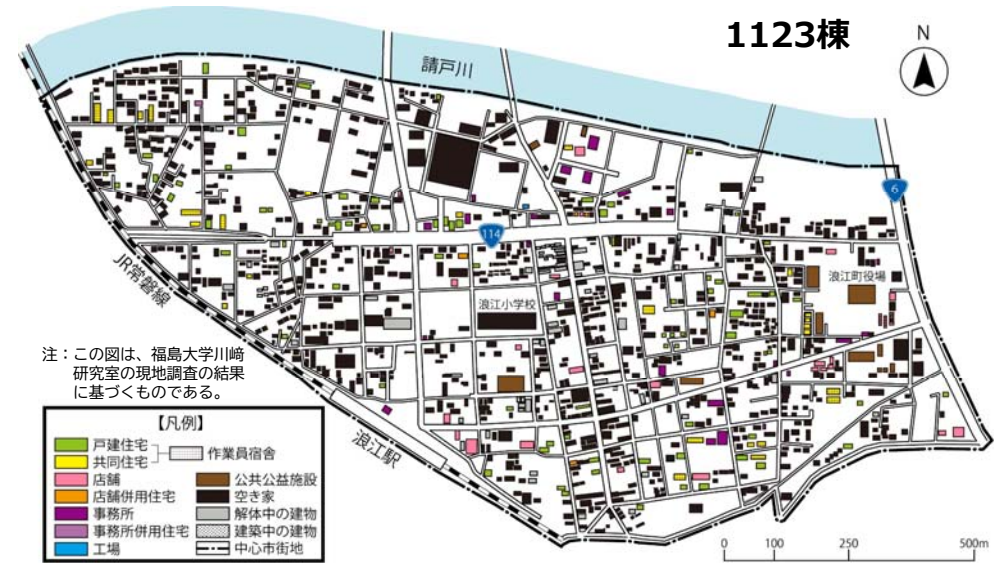 1123棟
N
請戸川
6
114
JR常磐線
浪江町役場
浪江小学校
注：この図は、福島大学川﨑
研究室の現地調査の結果
に基づくものである。
浪江駅
【凡例】
戸建住宅
共同住宅
作業員宿舎
店舗
公共公益施設
店舗併用住宅
空き家
事務所
解体中の建物
事務所併用住宅
建築中の建物
工場
中心市街地
0 100 250 500m